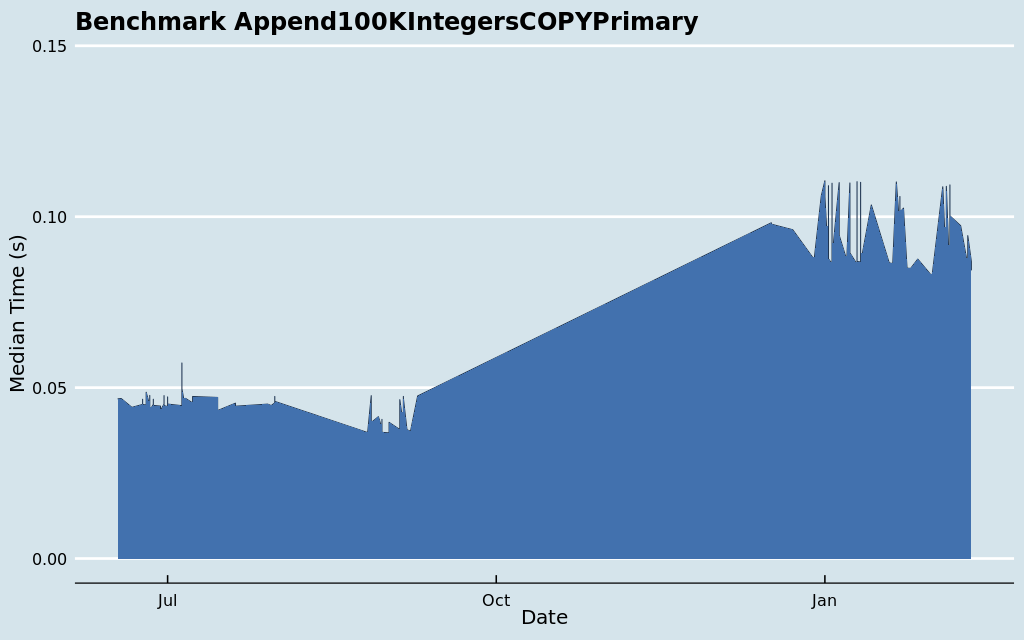 Benchmark Append100KIntegersCOPYPrimary
0.15
0.10
0.05
0.00
Median Time (s)
Jul
Oct
Jan
Date